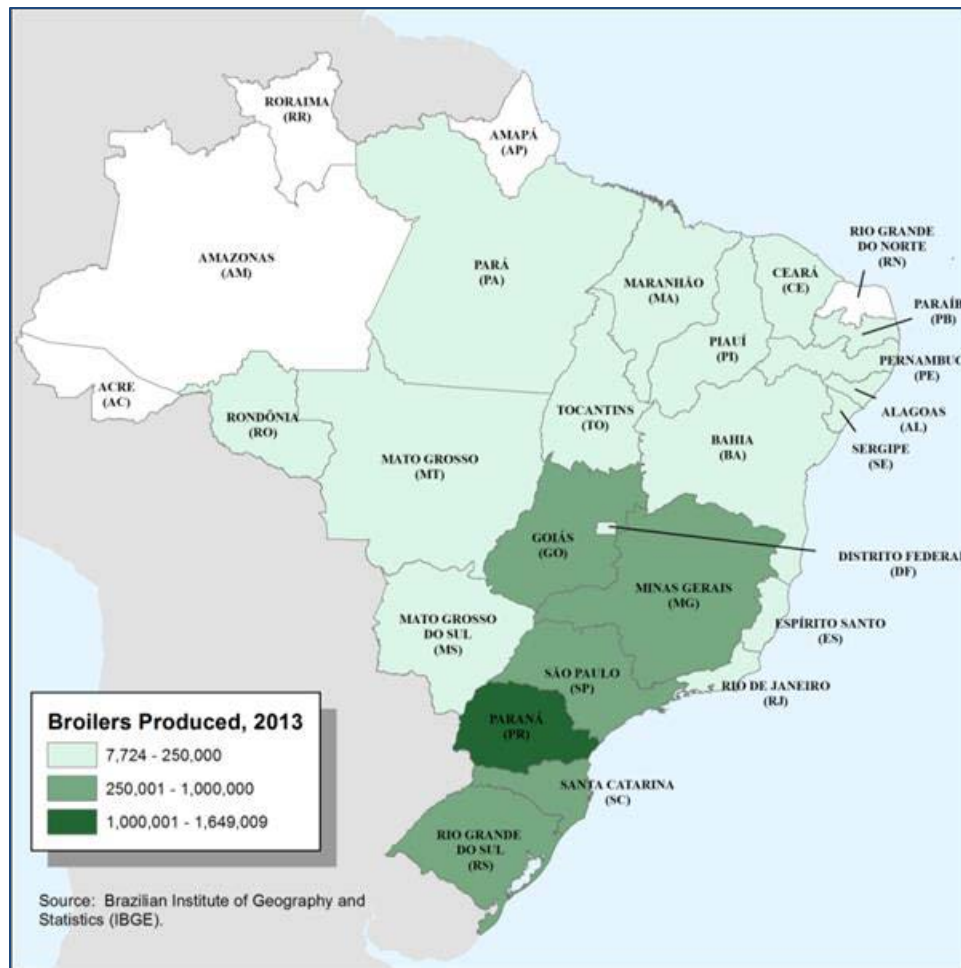 RORAIMA
(RR)
AMAPÁ
(AP)
AMAZONAS
(AM)
PARÁ
(PA)
MARANHÃO
(MA)
CEARÁ
(CE)
RIO GRANDE
DO NORTE
(RN)
PARAÍB
(PB)
PIAUÍ
(PI)
PERNAMBUC
(PE)
ACRE
(AC)
RONDÔNIA
(RO)
TOCANTINS
(TO)
ALAGOAS
(AL)
MATO GROSSO
(MT)
BAHIA
(BA)
SERGIPE
(SE)
GOIÁS
(GO)
DISTRITO FEDERAL
(DF)
MINAS GERAIS
(MG)
MATO GROSSO
DO SUL
(MS)
ESPÍRITO SANTO
(ES)
SÃO PAULO
(SP)
RIO DE JANEIRO
(RJ)
PARANÁ
(PR)
SANTA CATARINA
(SC)
RIO GRANDE
DO SUL
(RS)
Broilers Produced, 2013
7,724 - 250,000
250,001 - 1,000,000
1,000,001 - 1,649,009
Source: Brazilian Institute of Geography and
Statistics (IBGE).